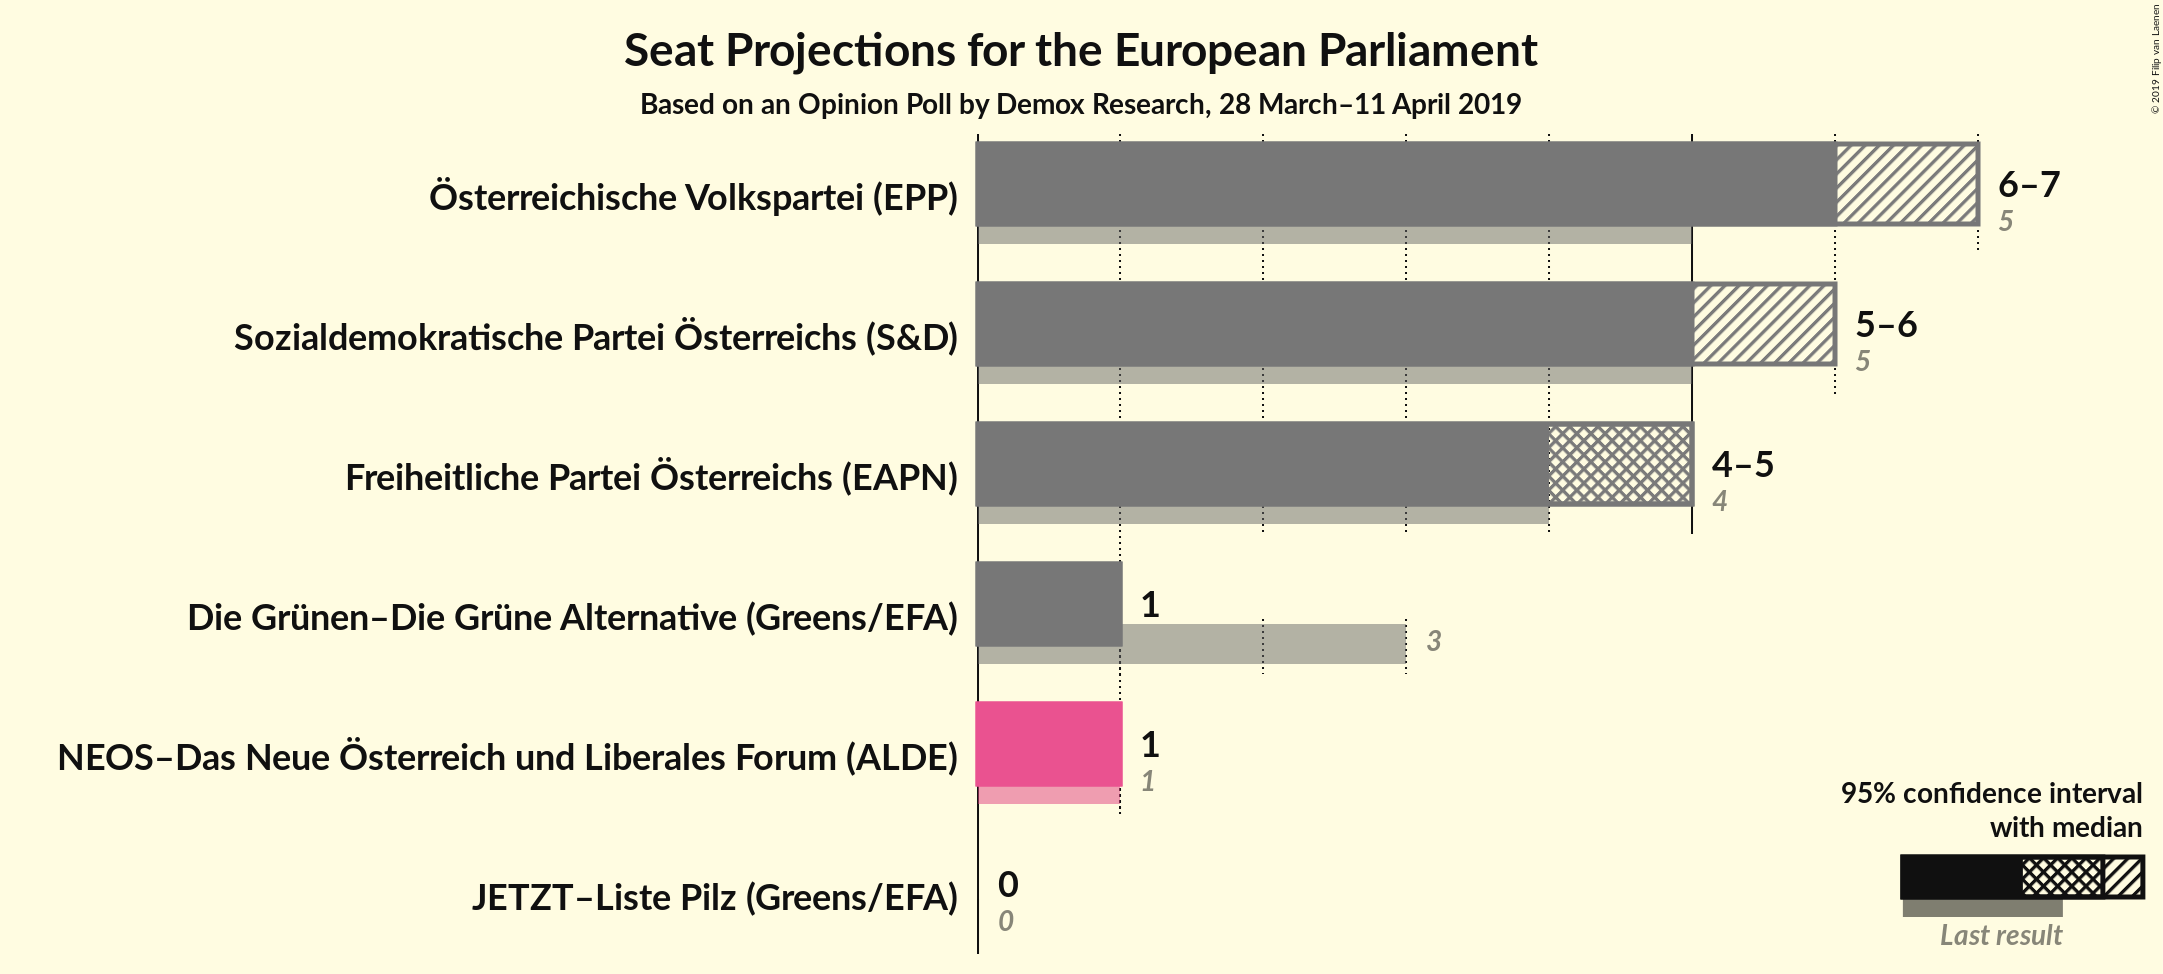 Seat Projections for the European Parliament
Based on an Opinion Poll by Demox Research, 28 March–11 April 2019
© 2019 Filip van Laenen
Österreichische Volkspartei (EPP)
6–7
5
Sozialdemokratische Partei Österreichs (S&D)
5–6
5
Freiheitliche Partei Österreichs (EAPN)
4–5
4
Die Grünen–Die Grüne Alternative (Greens/EFA)
1
3
NEOS–Das Neue Österreich und Liberales Forum (ALDE)
1
1
JETZT–Liste Pilz (Greens/EFA)
0
0
95% confidence interval
with median
Last result